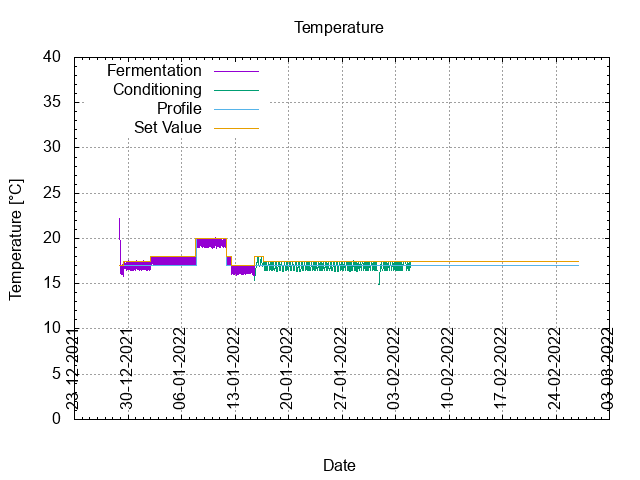 Temperature
40
35
30
25
20
15
10
5
0
Temperature [°C]
Fermentation
Conditioning
Profile
Set Value
23-12-2021
30-12-2021
06-01-2022
13-01-2022
20-01-2022
27-01-2022
03-02-2022
10-02-2022
17-02-2022
24-02-2022
03-03-2022
Date